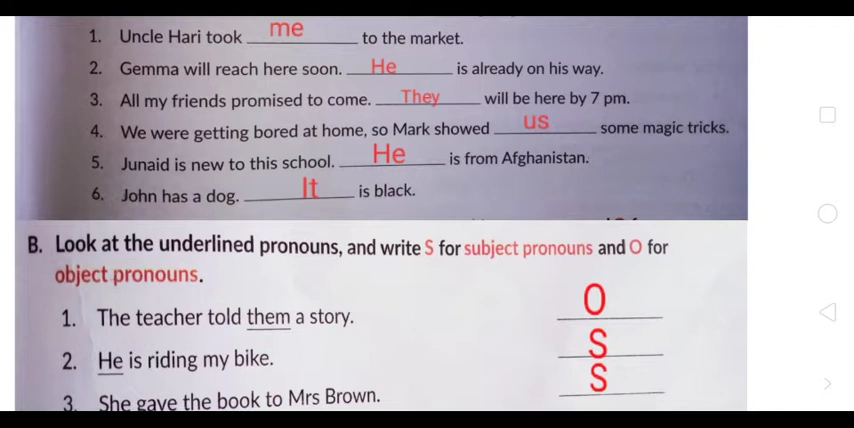 1. Uncle Hari took me to the market.
2. Gemma will reach here soon. He is already on his way.
3. All my friends promised to come. They will be here by 7 pm.
4. We were getting bored at home, so Mark showed us some magic tricks.
5. Junaid is new to this school. He is from Afghanistan.
6. John has a dog. It is black.
B. Look at the underlined pronouns, and write S for subject pronouns and O for
object pronouns.
1. The teacher told them a story. O
2. He is riding my bike. S
3. She gave the book to Mrs Brown. S